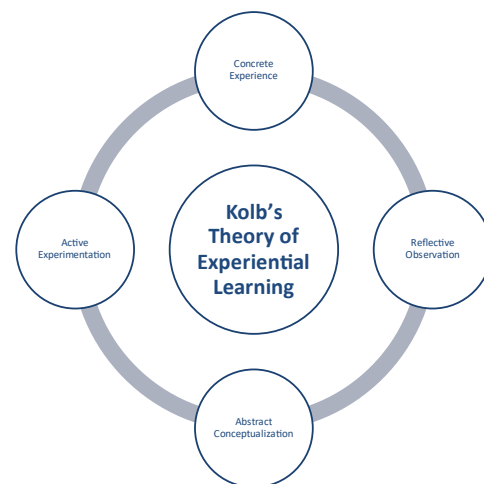 Concrete
Experience
Kolb's
Theory of
Experiential
Learning
Active
Experimentation
Reflective
Observation
Abstract
Conceptualization